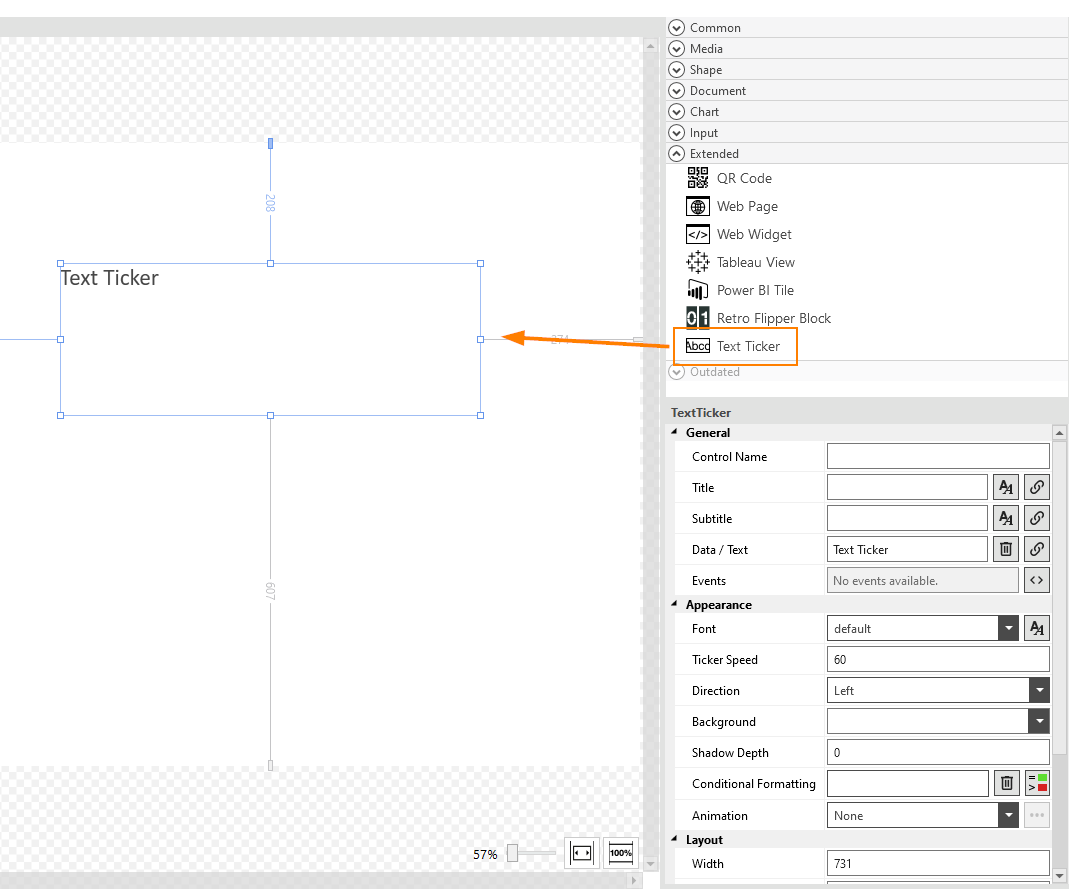 Common
Media
Shape
Document
Chart
Input
Extended
QR Code
Web Page
</> Web Widget
Tableau View
Power BI Tile
01 Retro Flipper Block
Abcd Text Ticker
Outdated
208
Text Ticker
274
607
57%
100%
TextTicker
General
Control Name
Title
Subtitle
Data / Text Text Ticker
Events No events available. <>
Appearance
Font default
Ticker Speed 60
Direction Left
Background
Shadow Depth 0
Conditional Formatting
Animation None
Layout
Width 731